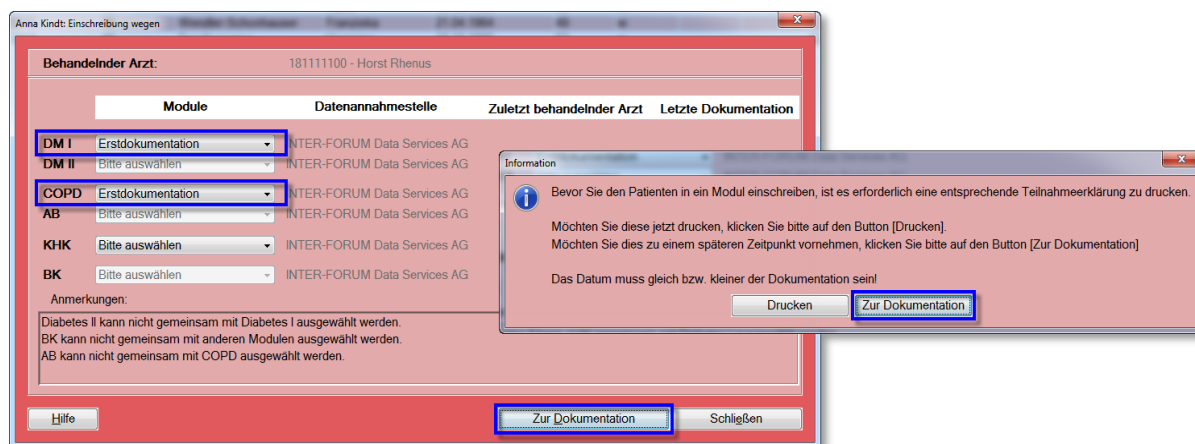 Anna Kindt: Einschreibung wegen
Behandelnder Arzt: 181111100 - Horst Rhenus
Module Datenannahmestelle Zuletzt behandelnder Arzt Letzte Dokumentation
DM I Erstdokumentation INTER-FORUM Data Services AG
DM II Bitte auswählen INTER-FORUM Data Services AG
COPD Erstdokumentation INTER-FORUM Data Services AG
AB Bitte auswählen INTER-FORUM Data Services AG
KHK Bitte auswählen INTER-FORUM Data Services AG
BK Bitte auswählen INTER-FORUM Data Services AG
Anmerkungen:
Diabetes II kann nicht gemeinsam mit Diabetes I ausgewählt werden.
BK kann nicht gemeinsam mit anderen Modulen ausgewählt werden.
AB kann nicht gemeinsam mit COPD ausgewählt werden.
Hilfe Zur Dokumentation Schließen
Information
Bevor Sie den Patienten in ein Modul einschreiben, ist es erforderlich eine entsprechende Teilnahmeerklärung zu drucken.
Möchten Sie diese jetzt drucken, klicken Sie bitte auf den Button [Drucken].
Möchten Sie dies zu einem späteren Zeitpunkt vornehmen, klicken Sie bitte auf den Button [Zur Dokumentation]
Das Datum muss gleich bzw. kleiner der Dokumentation sein!
Drucken Zur Dokumentation